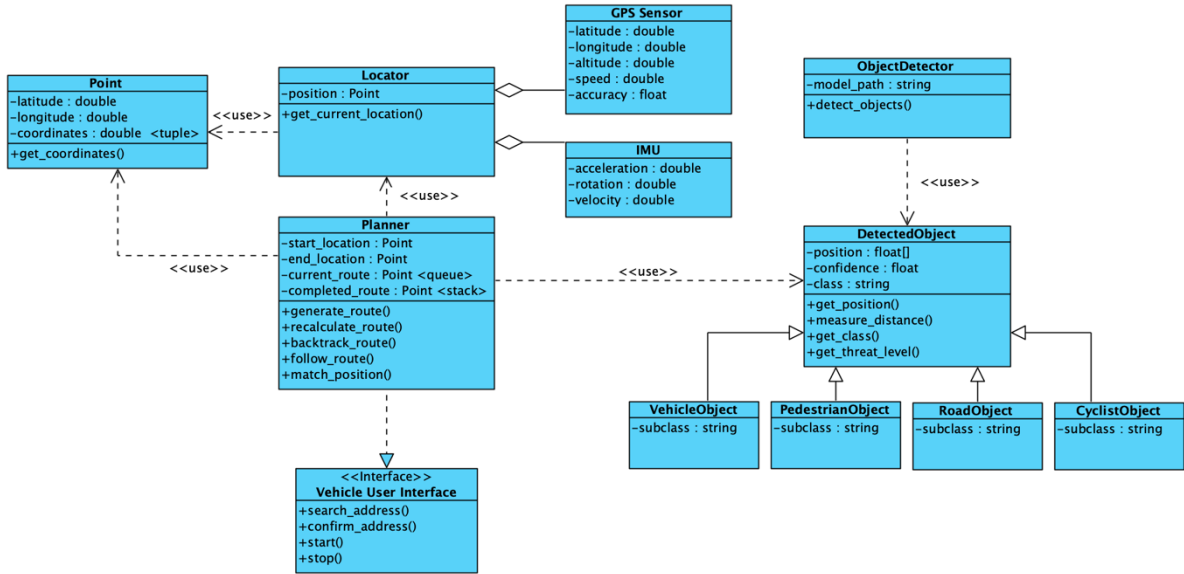 GPS Sensor
-latitude : double
-longitude : double
-altitude : double
-speed : double
-accuracy : float
Point
-latitude : double
-longitude : double
-coordinates : double <tuple>
+get_coordinates()
<<use>>
Locator
-position : Point
+get_current_location()
ObjectDetector
-model_path : string
+detect_objects()
IMU
-acceleration : double
-rotation : double
-velocity : double
<<use>>
<<use>>
Planner
-start_location : Point
-end_location : Point
-current_route : Point <queue>
-completed_route : Point <stack>
+generate_route()
+recalculate_route()
+backtrack_route()
+follow_route()
+match_position()
<<use>>
<<use>>
DetectedObject
-position : float[]
-confidence : float
-class : string
+get_position()
+measure_distance()
+get_class()
+get_threat_level()
VehicleObject
-subclass : string
PedestrianObject
-subclass : string
RoadObject
-subclass : string
CyclistObject
-subclass : string
<<Interface>>
Vehicle User Interface
+search_address()
+confirm_address()
+start()
+stop()